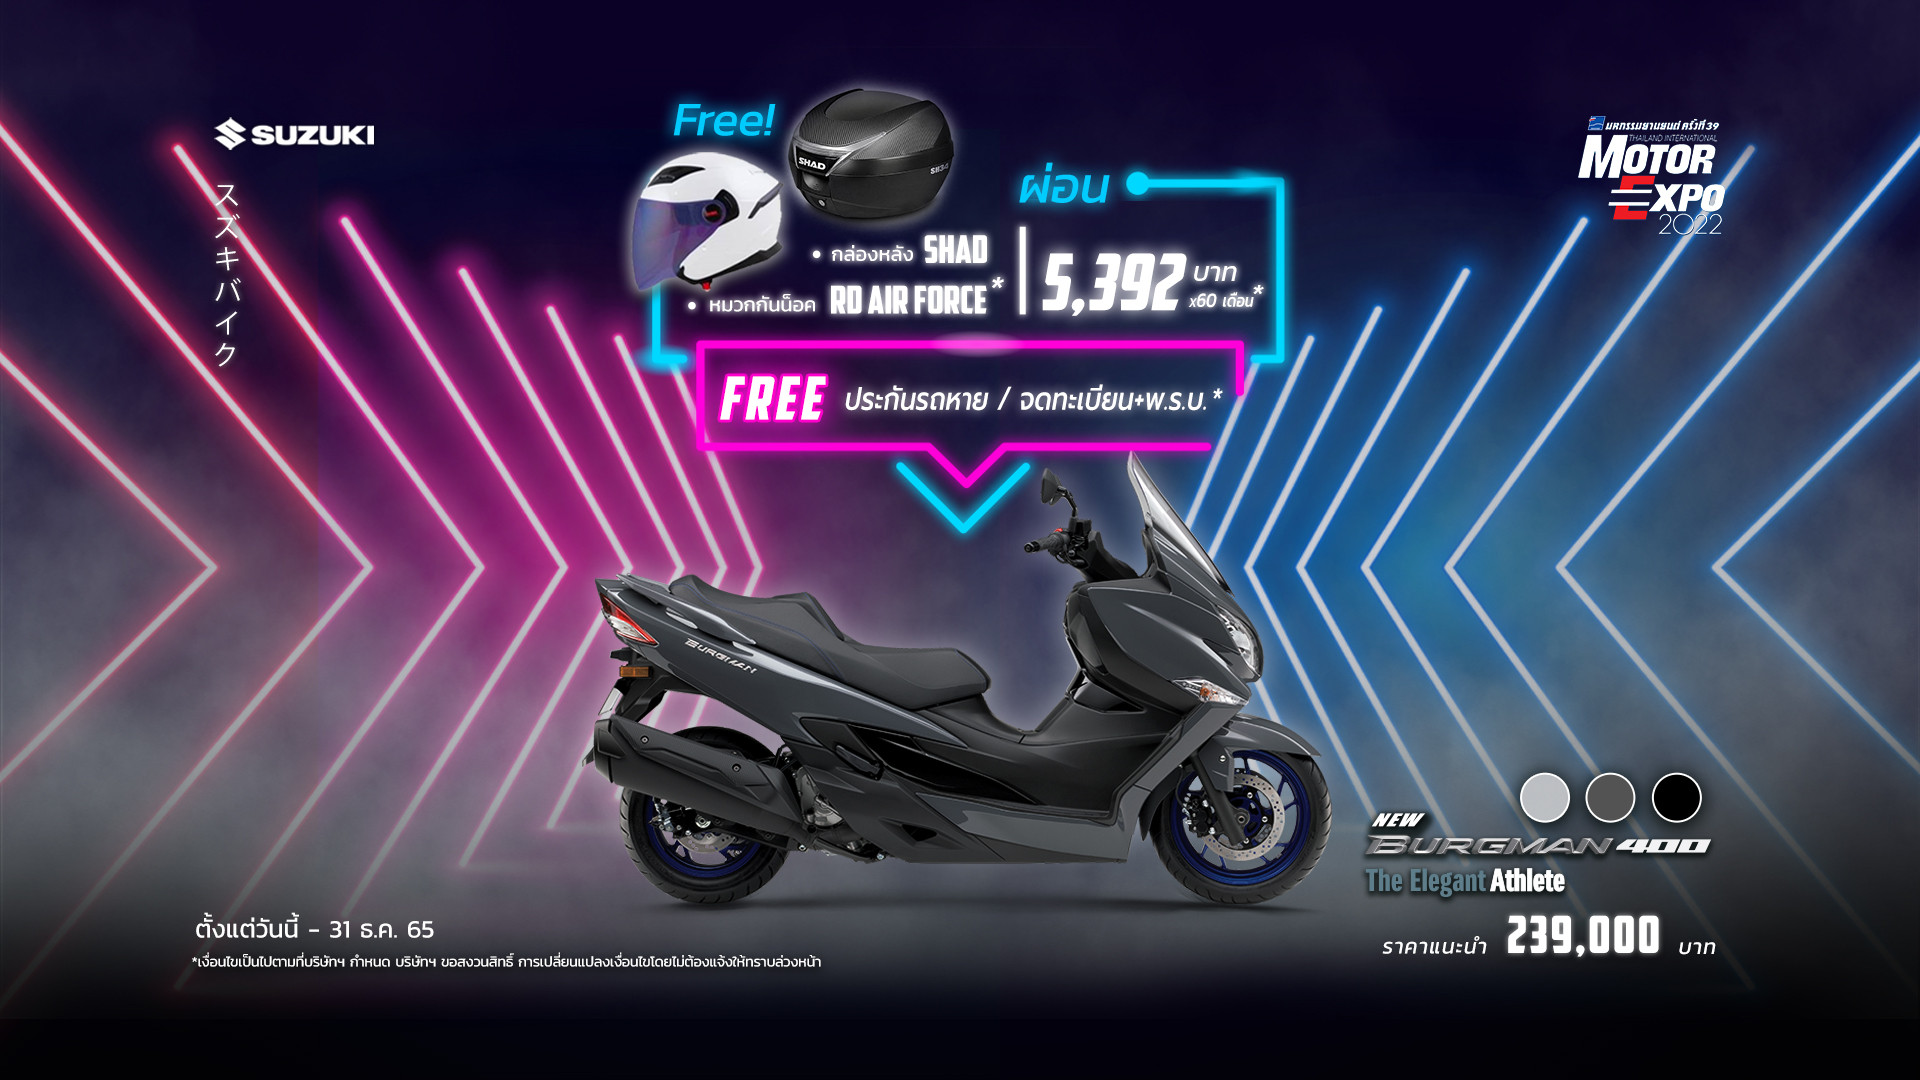 SUZUKI
スズキバイク
Free!
SHAD
SH34
• กล่องหลัง SHAD
• หมวกกันน็อค RD AIR FORCE*
ผ่อน
5,392 บาท
x60 เดือน*
FREE ประกันรถหาย / จดทะเบียน+พ.ร.บ.*
มหกรรมยานยนต์ ครั้งที่ 39
THAILAND INTERNATIONAL
MOTOR
EXPO
2022
BURGMAN
NEW
BURGMAN 400
The Elegant Athlete
ราคาแนะนำ 239,000 บาท
ตั้งแต่วันนี้ - 31 ธ.ค. 65
*เงื่อนไขเป็นไปตามที่บริษัทฯ กำหนด บริษัทฯ ขอสงวนสิทธิ์ การเปลี่ยนแปลงเงื่อนไขโดยไม่ต้องแจ้งให้ทราบล่วงหน้า